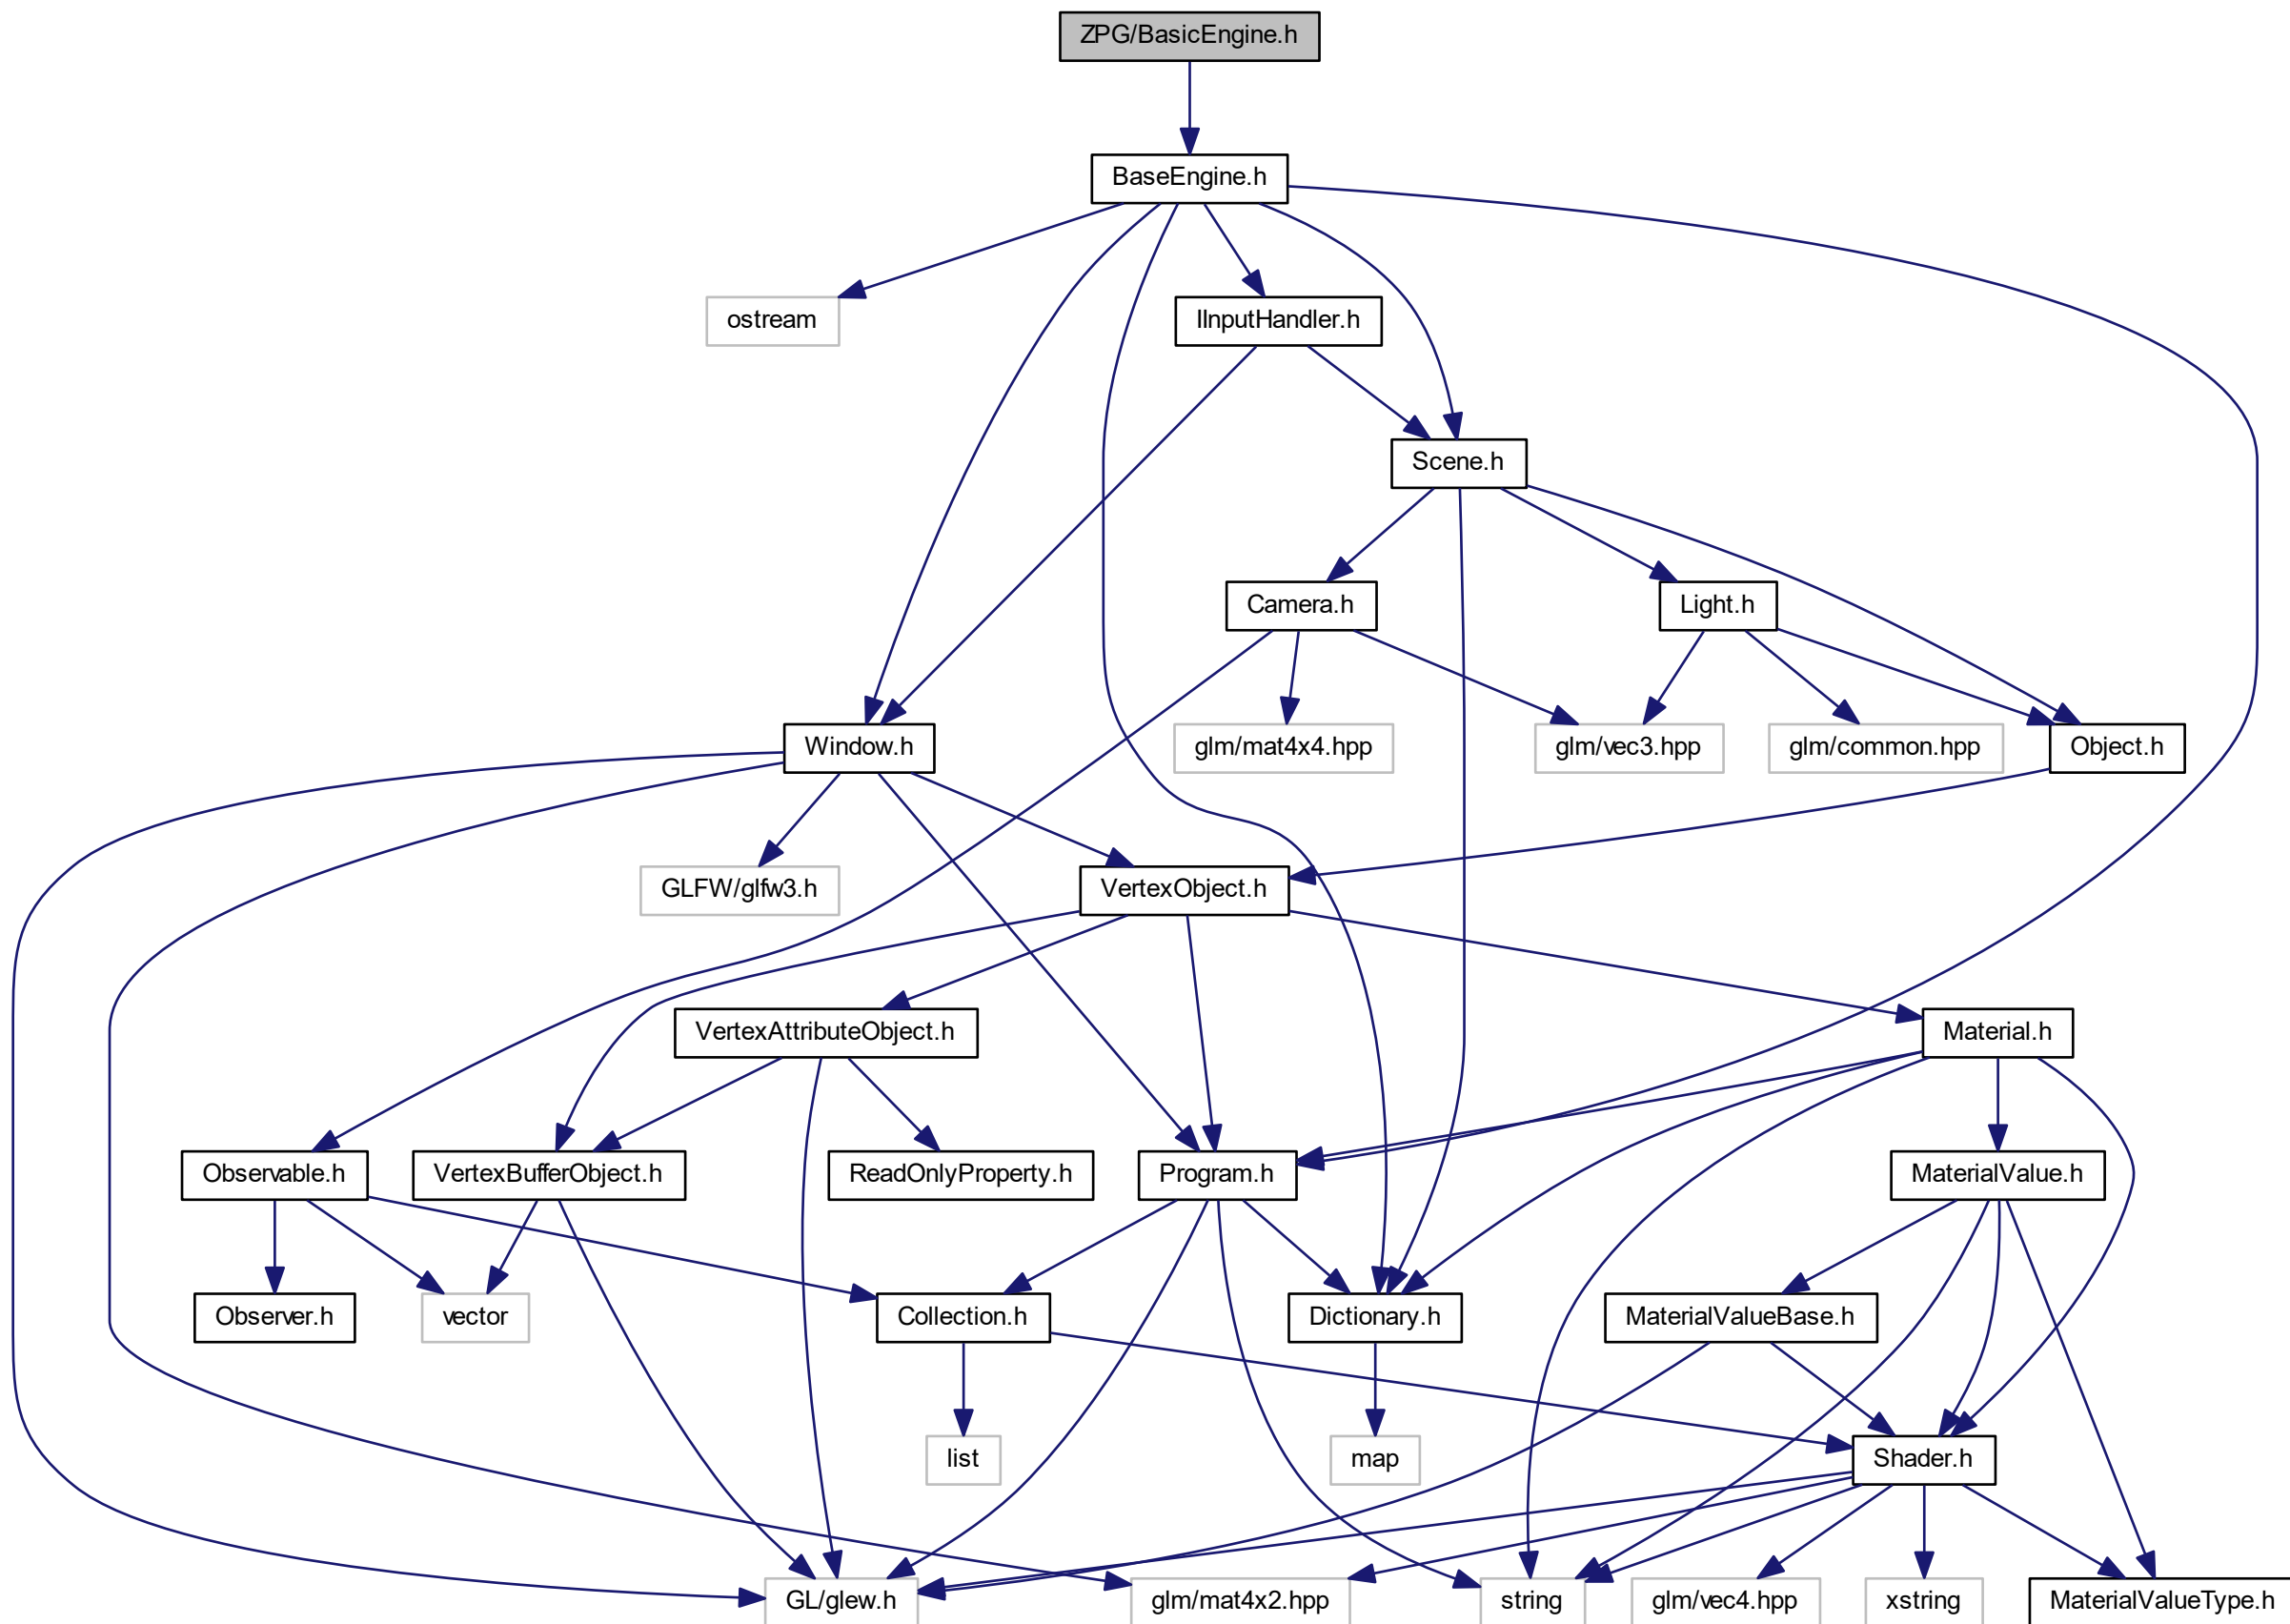 ZPG/BasicEngine.h
BaseEngine.h
ostream
IInputHandler.h
Scene.h
Camera.h
Light.h
Window.h
glm/mat4x4.hpp
glm/vec3.hpp
glm/common.hpp
Object.h
GLFW/glfw3.h
VertexObject.h
VertexAttributeObject.h
Material.h
Observable.h
VertexBufferObject.h
ReadOnlyProperty.h
Program.h
MaterialValue.h
Observer.h
vector
Collection.h
Dictionary.h
MaterialValueBase.h
list
map
Shader.h
GL/glew.h
glm/mat4x2.hpp
string
glm/vec4.hpp
xstring
MaterialValueType.h